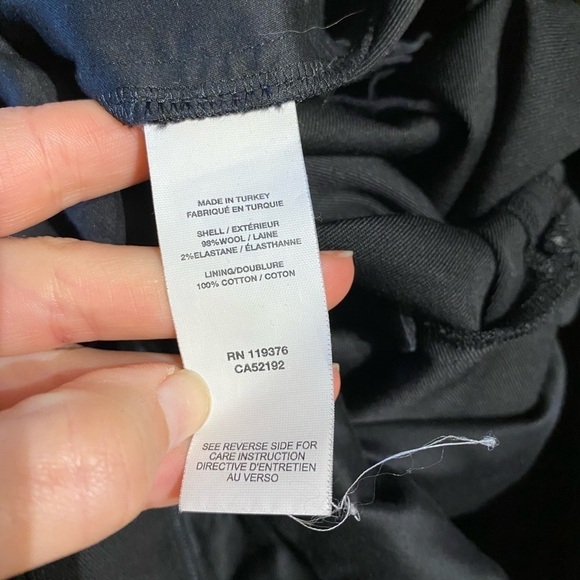 MADE IN TURKEY
FABRIQUÉ EN TURQUIE
SHELL / EXTÉRIEUR
98%WOOL / LAINE
2%ELASTANE / ÉLASTHANNE
LINING/DOUBLURE
100% COTTON / COTON
RN 119376
CA52192
SEE REVERSE SIDE FOR
CARE INSTRUCTION
DIRECTIVE D'ENTRETIEN
AU VERSO